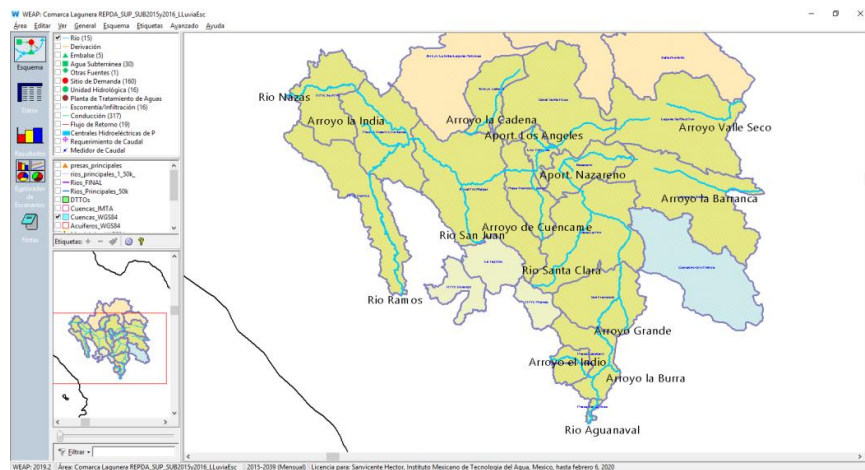 WEAP: Comarca Lagunera REPDA_SUP_SUB2015y2016_LLuviaEsc
Área Editar Ver General Esquema Etiquetas Avanzado Ayuda
Esquema
Datos
Resultados
Explorador de Escenarios
Notas
Río (15)
Derivación
Embalse (5)
Agua Subterránea (30)
Otras Fuentes (1)
Sitio de Demanda (160)
Unidad Hidrológica (16)
Planta de Tratamiento de Aguas
Escorrentía/Infiltración (16)
Conducción (317)
Flujo de Retorno (19)
Centrales Hidroeléctricas de P
Requerimiento de Caudal
Medidor de Caudal
presas_principales
rios_principales_1_50k_
Rios_FINAL
Rios_Principales_50k
DTTOs
Cuencas_IMTA
Cuencas_WGS84
Acuiferos_WGS84
Etiquetas:
Filtrar
Rio Nazas
Arroyo la India
Arroyo la Cadena
Aport. Los Angeles
Arroyo Valle Seco
Aport. Nazareno
Arroyo la Barranca
Rio San Juan
Arroyo de Cuencame
Rio Santa Clara
Rio Ramos
Arroyo Grande
Arroyo el Indio
Arroyo la Burra
Rio Aguanaval
WEAP: 2019.2 Área: Comarca Lagunera REPDA_SUP_SUB2015y2016_LLuviaEsc 2015-2039 (Mensual) Licencia para: Sanvicente Hector, Instituto Mexicano de Tecnologia del Agua, Mexico, hasta febrero 6, 2020